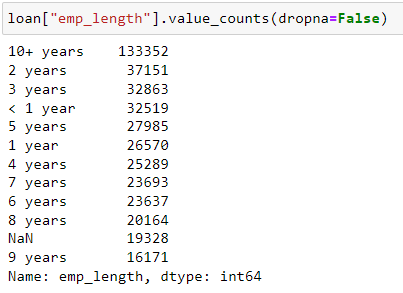 loan["emp_length"].value_counts(dropna=False)
10+ years    133352
2 years       37151
3 years       32863
< 1 year      32519
5 years       27985
1 year        26570
4 years       25289
7 years       23693
6 years       23637
8 years       20164
NaN           19328
9 years       16171
Name: emp_length, dtype: int64